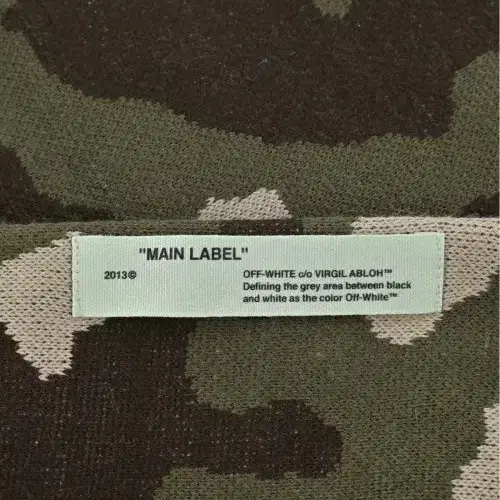 "MAIN LABEL"
2013©
OFF-WHITE c/o VIRGIL ABLOH™
Defining the grey area between black
and white as the color Off-White™